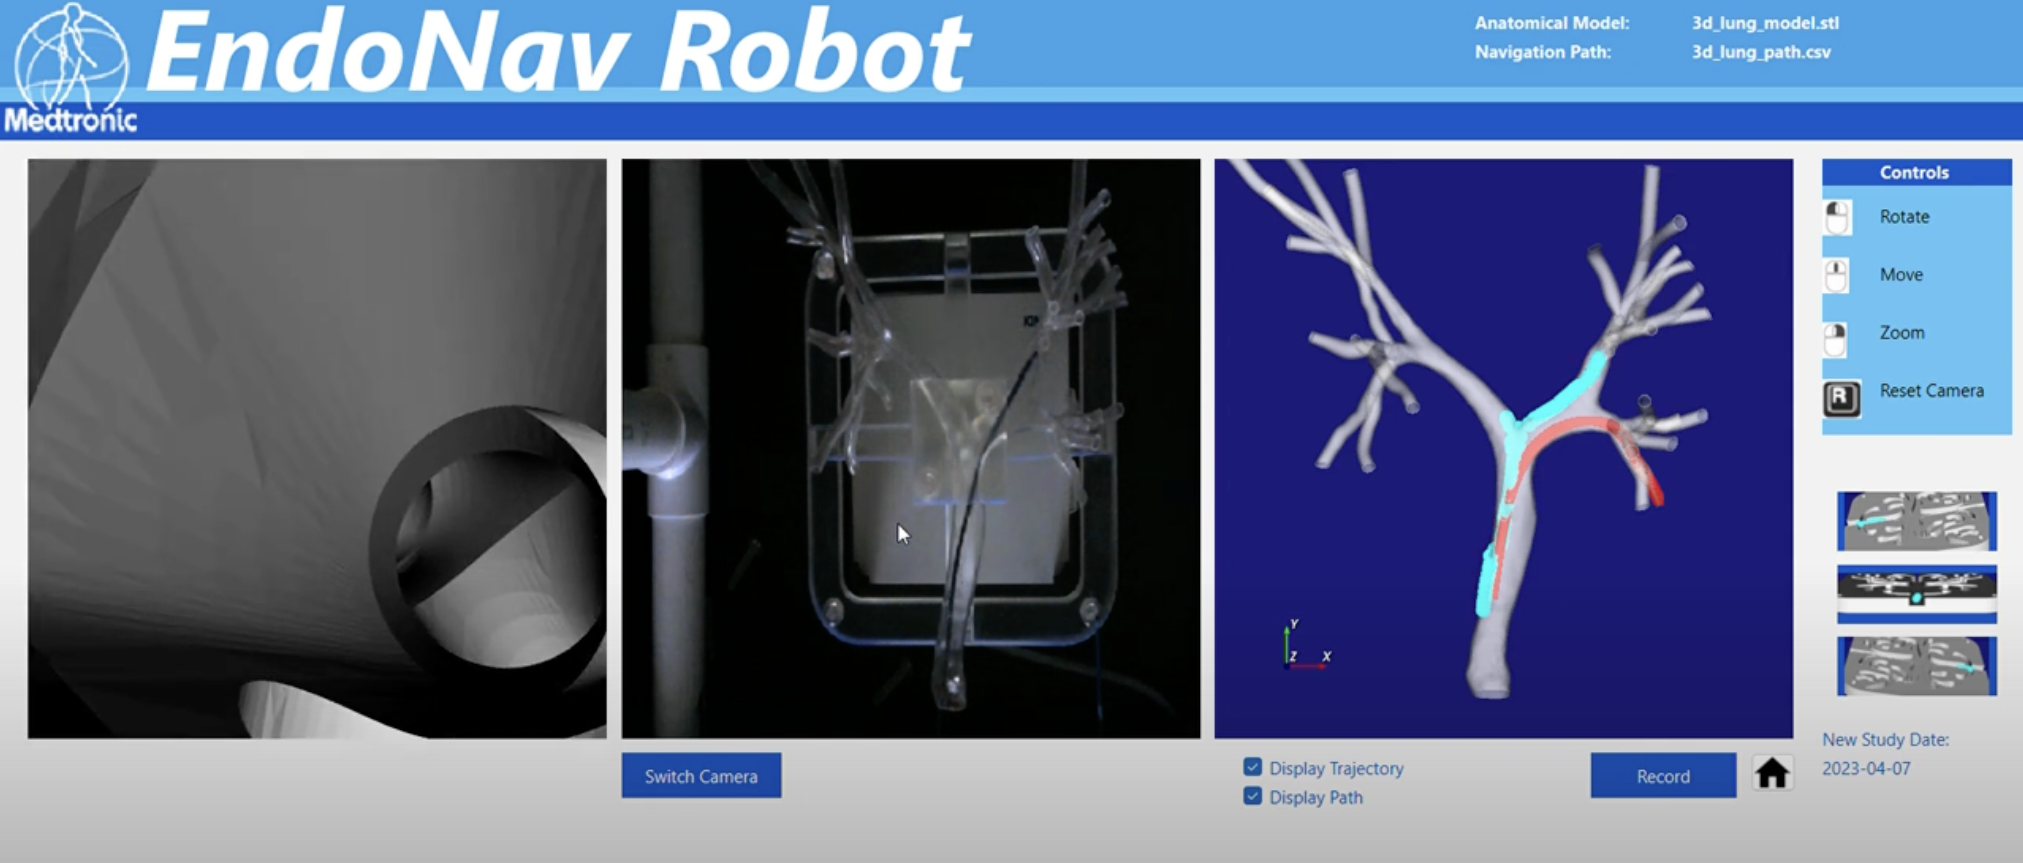 EndoNav Robot
Medtronic
Anatomical Model: 3d_lung_model.stl
Navigation Path: 3d_lung_path.csv
Controls
Rotate
Move
Zoom
R Reset Camera
Y
Z X
Switch Camera
Display Trajectory
Display Path
Record
New Study Date:
2023-04-07